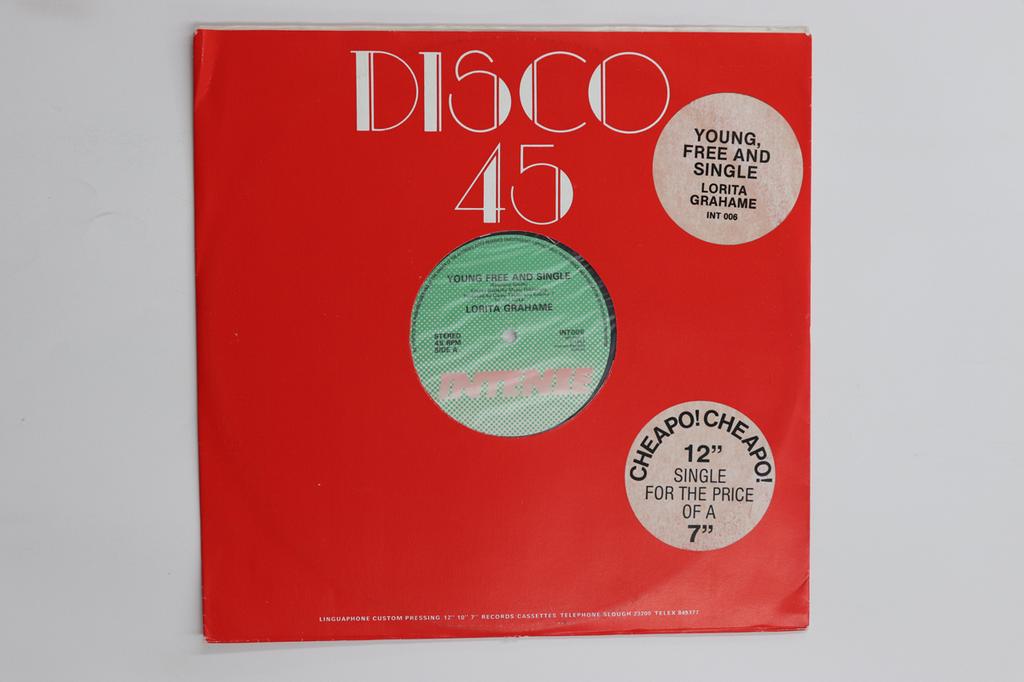 DISCO
45
YOUNG,
FREE AND
SINGLE
LORITA
GRAHAME
INT 006
YOUNG FREE AND SINGLE
LORITA GRAHAME
STEREO
45 RPM
SIDE A
INT006
INTENSE
CHEAPO! CHEAPO!
12”
SINGLE
FOR THE PRICE
OF A
7”
LINGUAPHONE CUSTOM PRESSING 12" 10" 7" RECORDS/CASSETTES TELEPHONE SLOUGH 23200 TELEX 849377